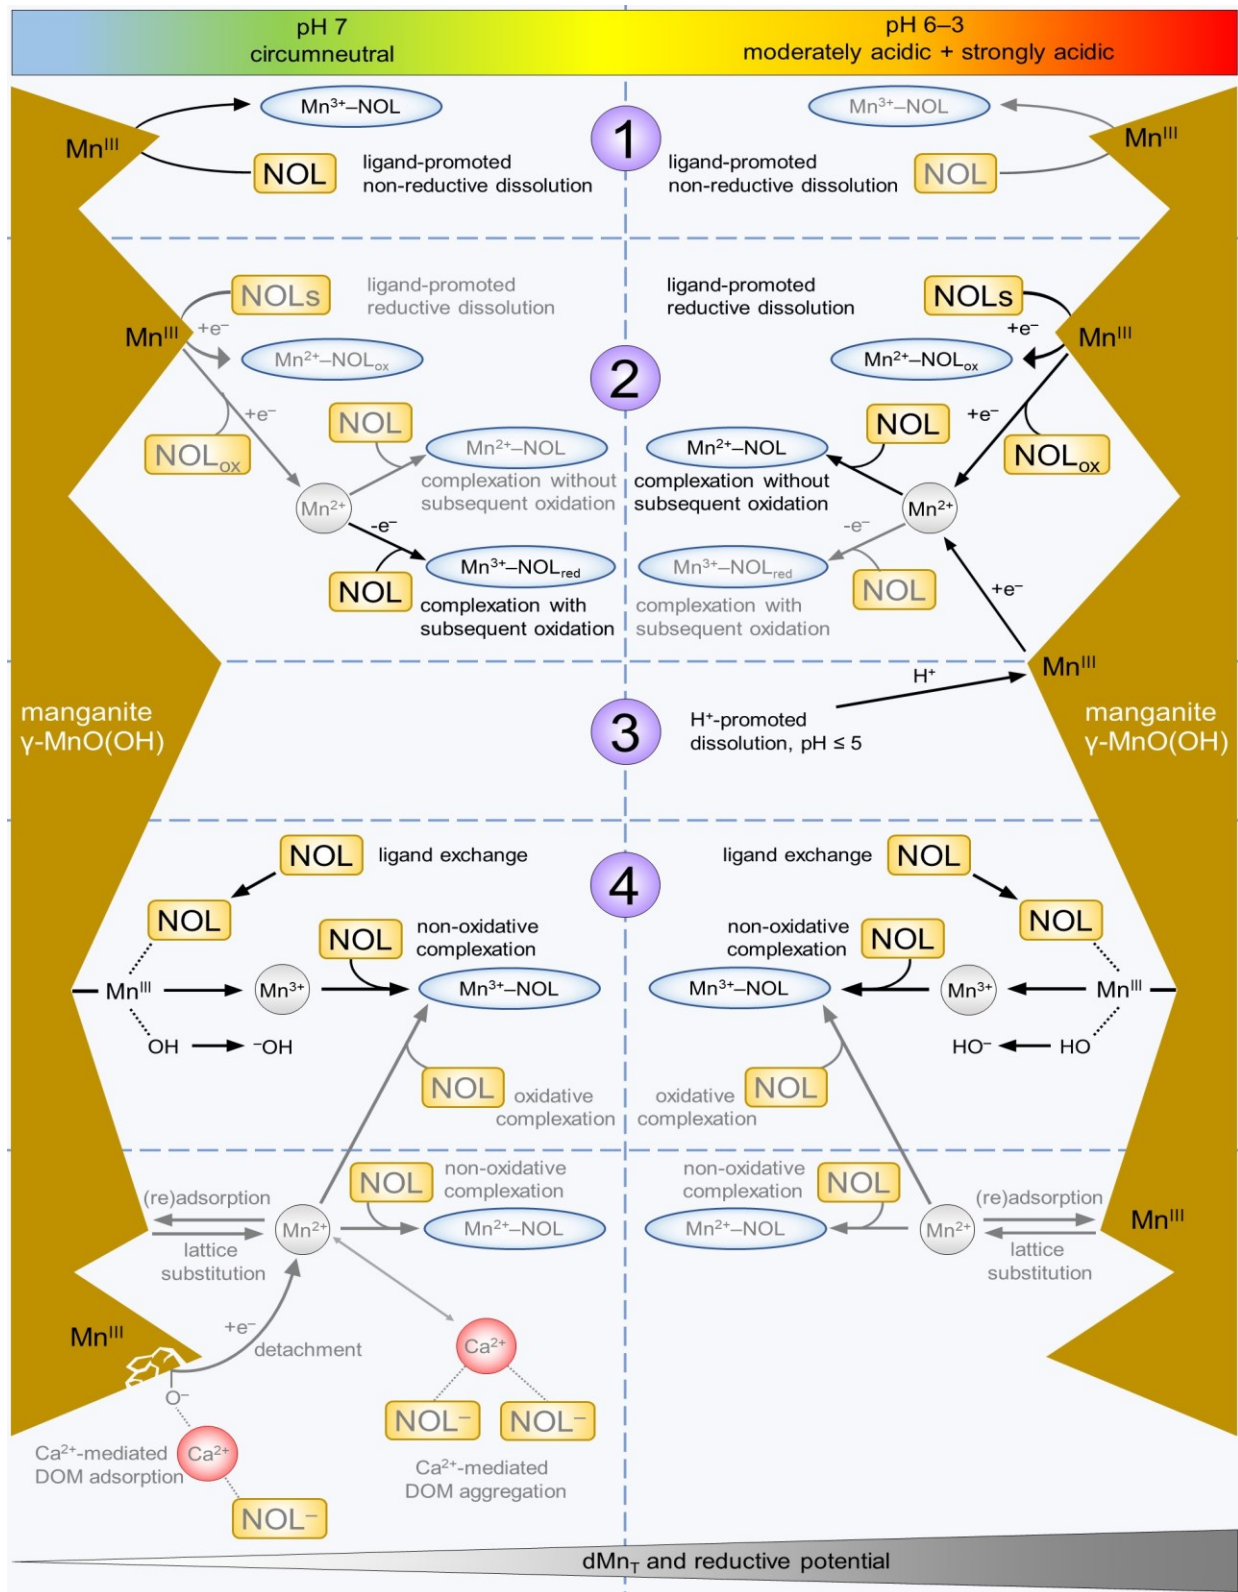 pH 7
circumneutral
pH 6–3
moderately acidic + strongly acidic
1
Mn³⁺–NOL
Mnᴵᴵᴵ
NOL
ligand-promoted
non-reductive dissolution
Mn³⁺–NOL
Mnᴵᴵᴵ
NOL
ligand-promoted
non-reductive dissolution
2
NOLs
ligand-promoted
reductive dissolution
Mnᴵᴵᴵ
+e⁻
Mn²⁺–NOLox
+e⁻
NOLox
NOL
Mn²⁺–NOL
complexation without
subsequent oxidation
Mn²⁺
-e⁻
NOL
Mn³⁺–NOLred
complexation with
subsequent oxidation
ligand-promoted
reductive dissolution
NOLs
+e⁻
Mnᴵᴵᴵ
Mn²⁺–NOLox
NOL
+e⁻
NOLox
Mn²⁺–NOL
complexation without
subsequent oxidation
Mn²⁺
-e⁻
Mn³⁺–NOLred
NOL
complexation with
subsequent oxidation
+e⁻
3
manganite
γ-MnO(OH)
H⁺
Mnᴵᴵᴵ
H⁺-promoted
dissolution, pH ≤ 5
manganite
γ-MnO(OH)
4
NOL
ligand exchange
NOL
NOL
non-oxidative
complexation
Mnᴵᴵᴵ
Mn³⁺
Mn³⁺–NOL
OH
⁻OH
NOL
oxidative
complexation
ligand exchange
NOL
NOL
non-oxidative
complexation
NOL
Mn³⁺–NOL
Mn³⁺
Mnᴵᴵᴵ
HO⁻
HO
oxidative
complexation
NOL
(re)adsorption
Mn²⁺
lattice
substitution
NOL
non-oxidative
complexation
Mn²⁺–NOL
non-oxidative
complexation
NOL
Mn²⁺–NOL
Mn²⁺
(re)adsorption
lattice
substitution
Mnᴵᴵᴵ
Mnᴵᴵᴵ
+e⁻
detachment
O⁻
Ca²⁺
Ca²⁺-mediated
DOM adsorption
NOL⁻
Ca²⁺
NOL⁻
NOL⁻
Ca²⁺-mediated
DOM aggregation
dMnT and reductive potential